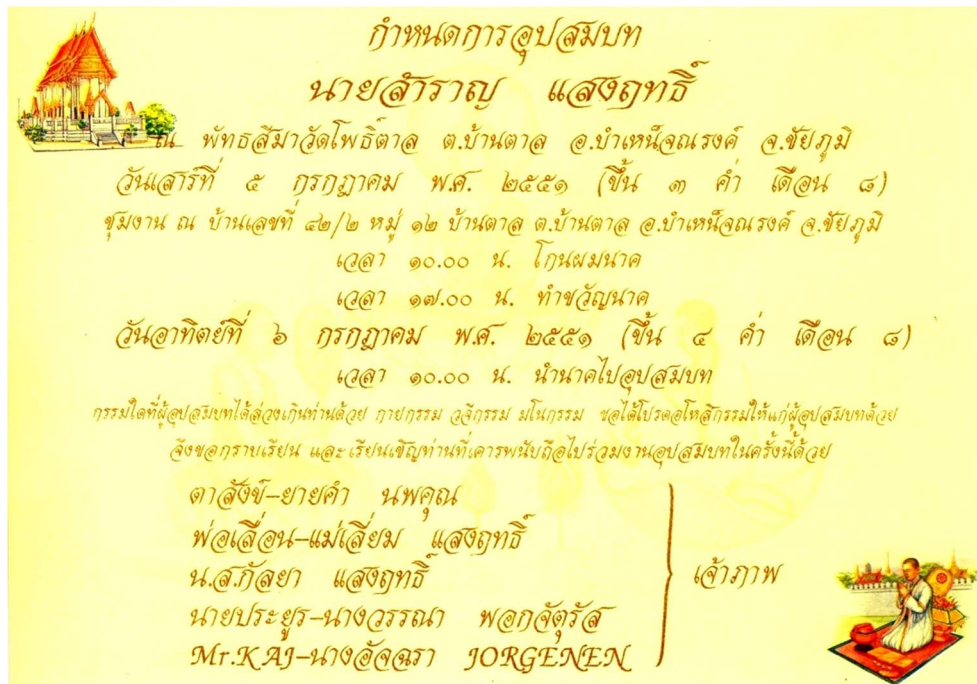 กำหนดการอุปสมบท
นายสำราญ แสงฤทธิ์
ณ พัทธสีมาวัดโพธิ์ตาล ต.บ้านตาล อ.บำเหน็จณรงค์ จ.ชัยภูมิ
วันเสาร์ที่ ๕ กรกฎาคม พ.ศ. ๒๕๕๑ (ขึ้น ๓ ค่ำ เดือน ๘)
ชุมงาน ณ บ้านเลขที่ ๔๒/๒ หมู่ ๑๒ บ้านตาล ต.บ้านตาล อ.บำเหน็จณรงค์ จ.ชัยภูมิ
เวลา ๑๐.๐๐ น. โกนผมนาค
เวลา ๑๗.๐๐ น. ทำขวัญนาค
วันอาทิตย์ที่ ๖ กรกฎาคม พ.ศ. ๒๕๕๑ (ขึ้น ๔ ค่ำ เดือน ๘)
เวลา ๑๐.๐๐ น. นำนาคไปอุปสมบท
กรรมใดที่ผู้อุปสมบทได้ล่วงเกินท่านด้วย กายกรรม วจีกรรม มโนกรรม ขอได้โปรดอโหสิกรรมให้แก่ผู้อุปสมบทด้วย
จึงขอกราบเรียน และเรียนเชิญท่านที่เคารพนับถือไปร่วมงานอุปสมบทในครั้งนี้ด้วย
ตาสังข์-ยายคำ นพคุณ
พ่อเลื่อน-แม่เลี่ยม แสงฤทธิ์
น.ส.กัลยา แสงฤทธิ์
นายประยูร-นางวรรณา พอกจัตุรัส
Mr.KAJ-นางอัจฉรา JORGENEN
เจ้าภาพ